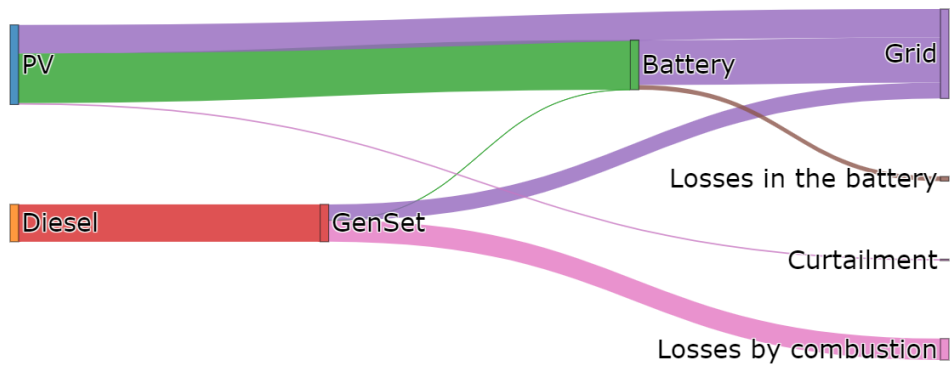 PV
Battery
Grid
Losses in the battery
Diesel
GenSet
Curtailment
Losses by combustion